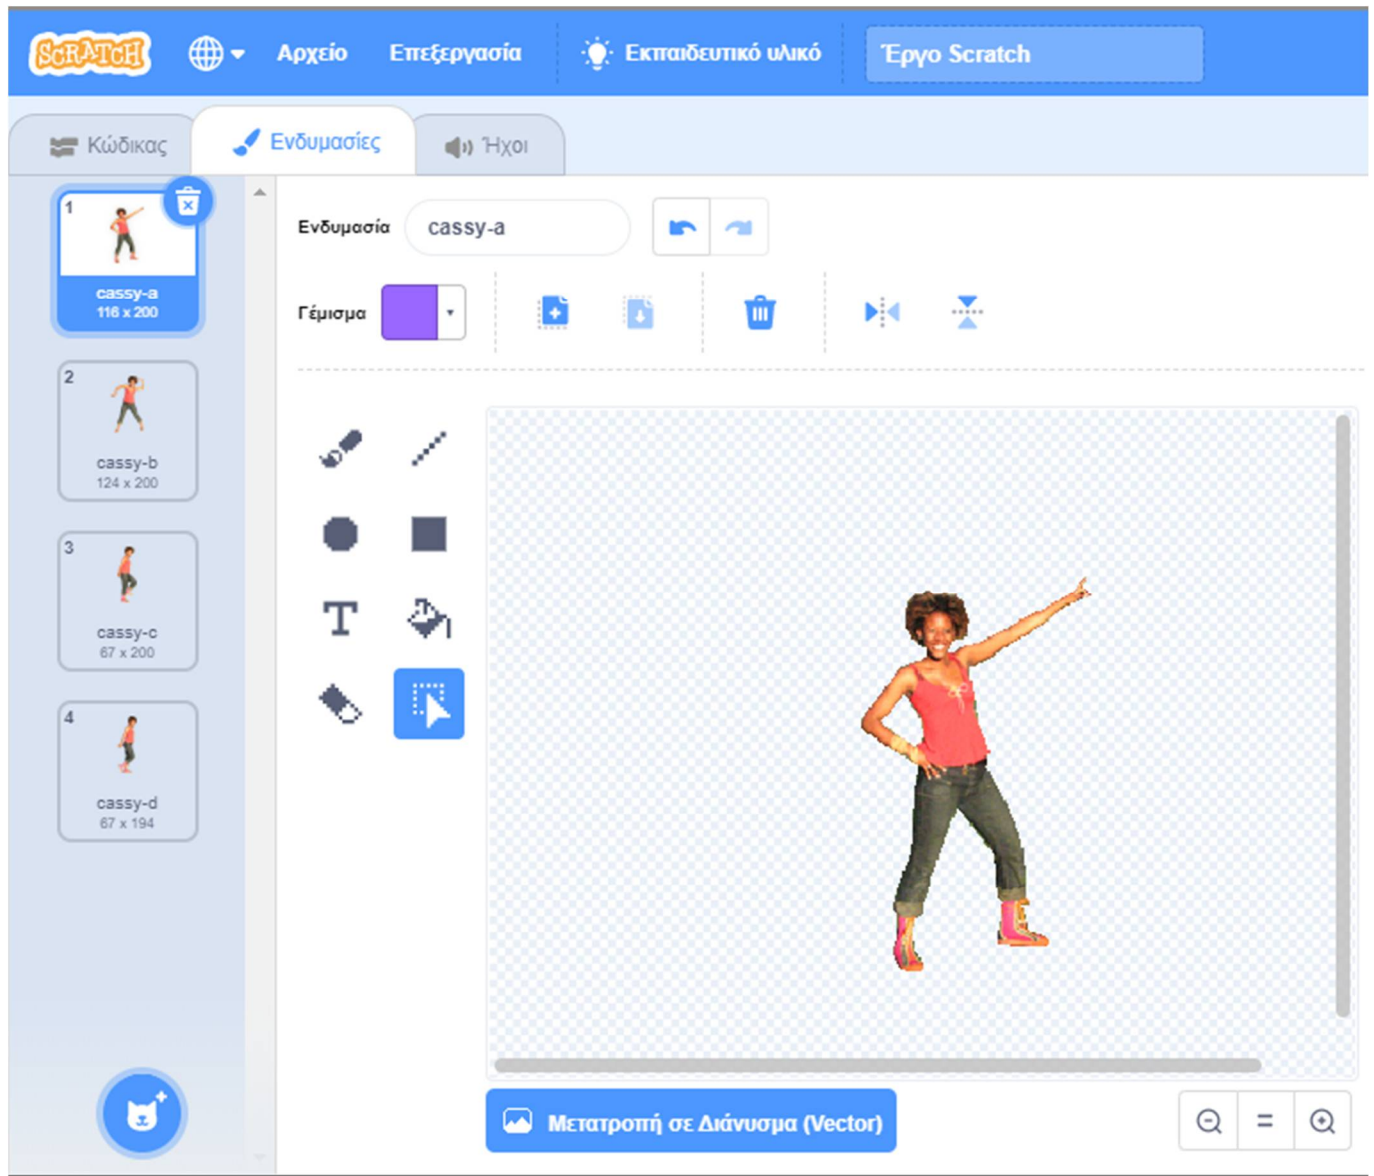 SCRATCH Αρχείο Επεξεργασία Εκπαιδευτικό υλικό Έργο Scratch
Κώδικας Ενδυμασίες Ήχοι
1
cassy-a
116 x 200
2
cassy-b
124 x 200
3
cassy-c
67 x 200
4
cassy-d
67 x 194
Ενδυμασία cassy-a
Γέμισμα
T
Μετατροπή σε Διάνυσμα (Vector)